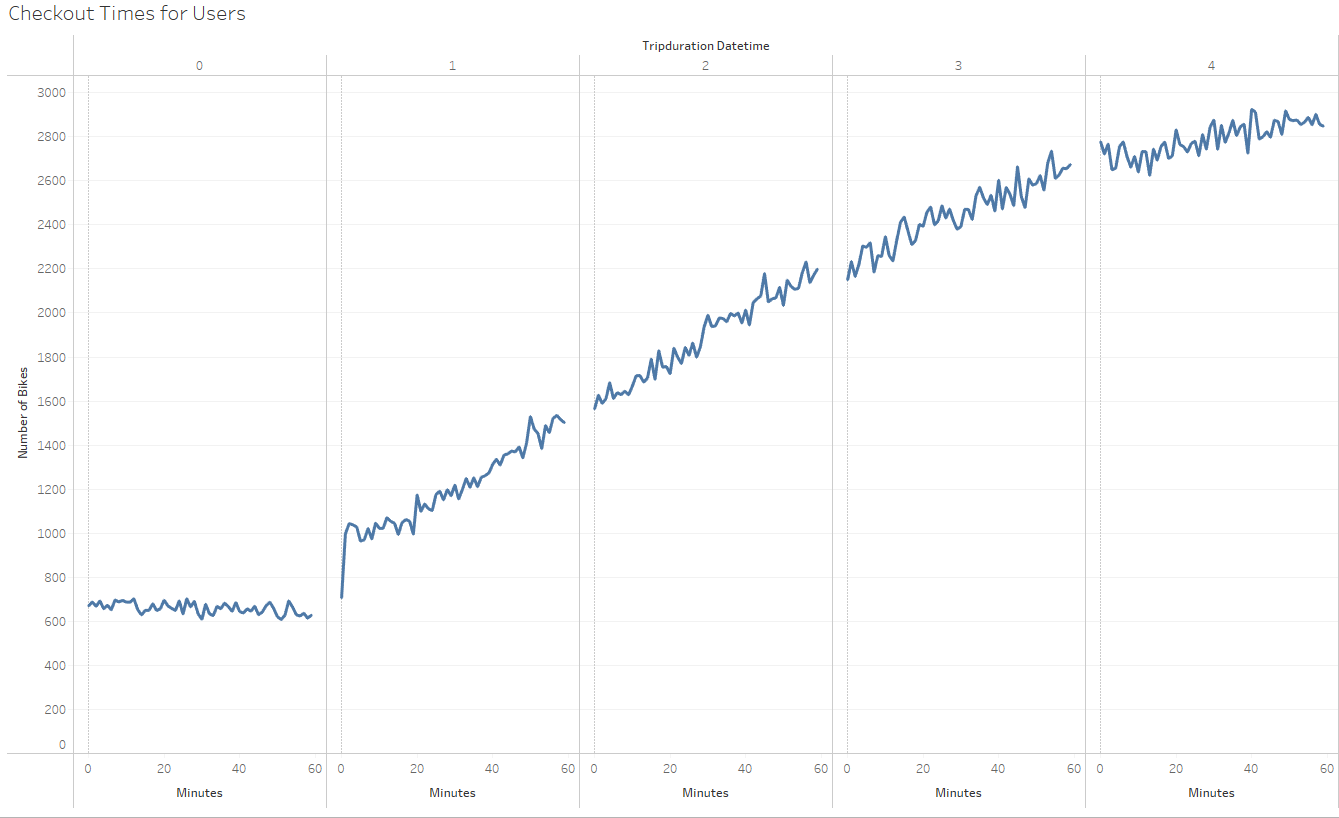 Checkout Times for Users
Tripduration Datetime
0 1 2 3 4
3000
2800
2600
2400
2200
2000
1800
1600
1400
1200
1000
800
600
400
200
0
Number of Bikes
0 20 40 60 0 20 40 60 0 20 40 60 0 20 40 60 0 20 40 60
Minutes Minutes Minutes Minutes Minutes